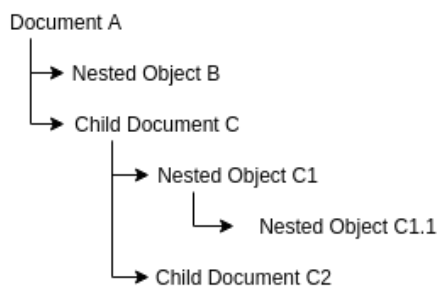 Document A
Nested Object B
Child Document C
Nested Object C1
Nested Object C1.1
Child Document C2